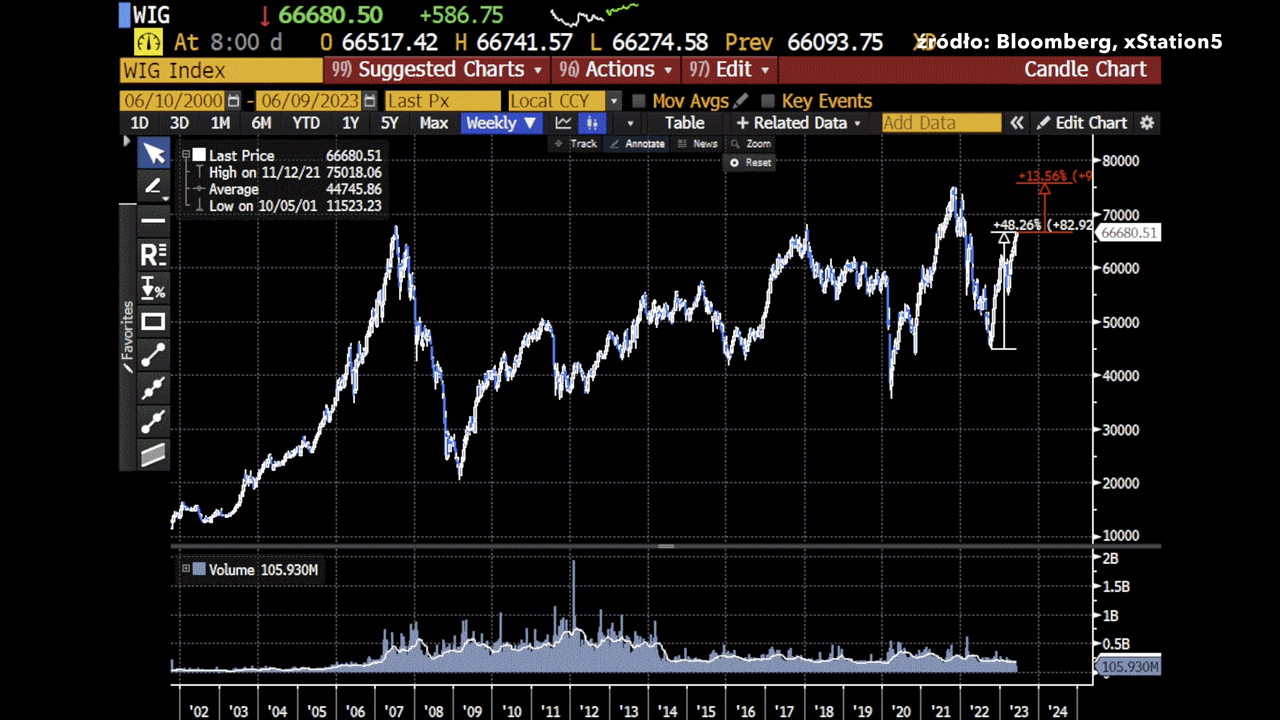 WIG ↓ 66680.50 +586.75
At 8:00 d O 66517.42 H 66741.57 L 66274.58 Prev 66093.75
źródło: Bloomberg, xStation5
WIG Index 99) Suggested Charts 96) Actions 97) Edit Candle Chart
06/10/2000 - 06/09/2023 Last Px Local CCY Mov Avgs Key Events
1D 3D 1M 6M YTD 1Y 5Y Max Weekly ▼ Table + Related Data Add Data « Edit Chart
Track Annotate News Zoom
Reset
Last Price 66680.51
High on 11/12/21 75018.06
Average 44745.86
Low on 10/05/01 11523.23
Favorites
R
%
+13.56% (+9
+48.26% (+82.92
80000
70000
66680.51
60000
50000
40000
30000
20000
10000
Volume 105.930M
2B
1.5B
1B
0.5B
105.930M
'02 '03 '04 '05 '06 '07 '08 '09 '10 '11 '12 '13 '14 '15 '16 '17 '18 '19 '20 '21 '22 '23 '24